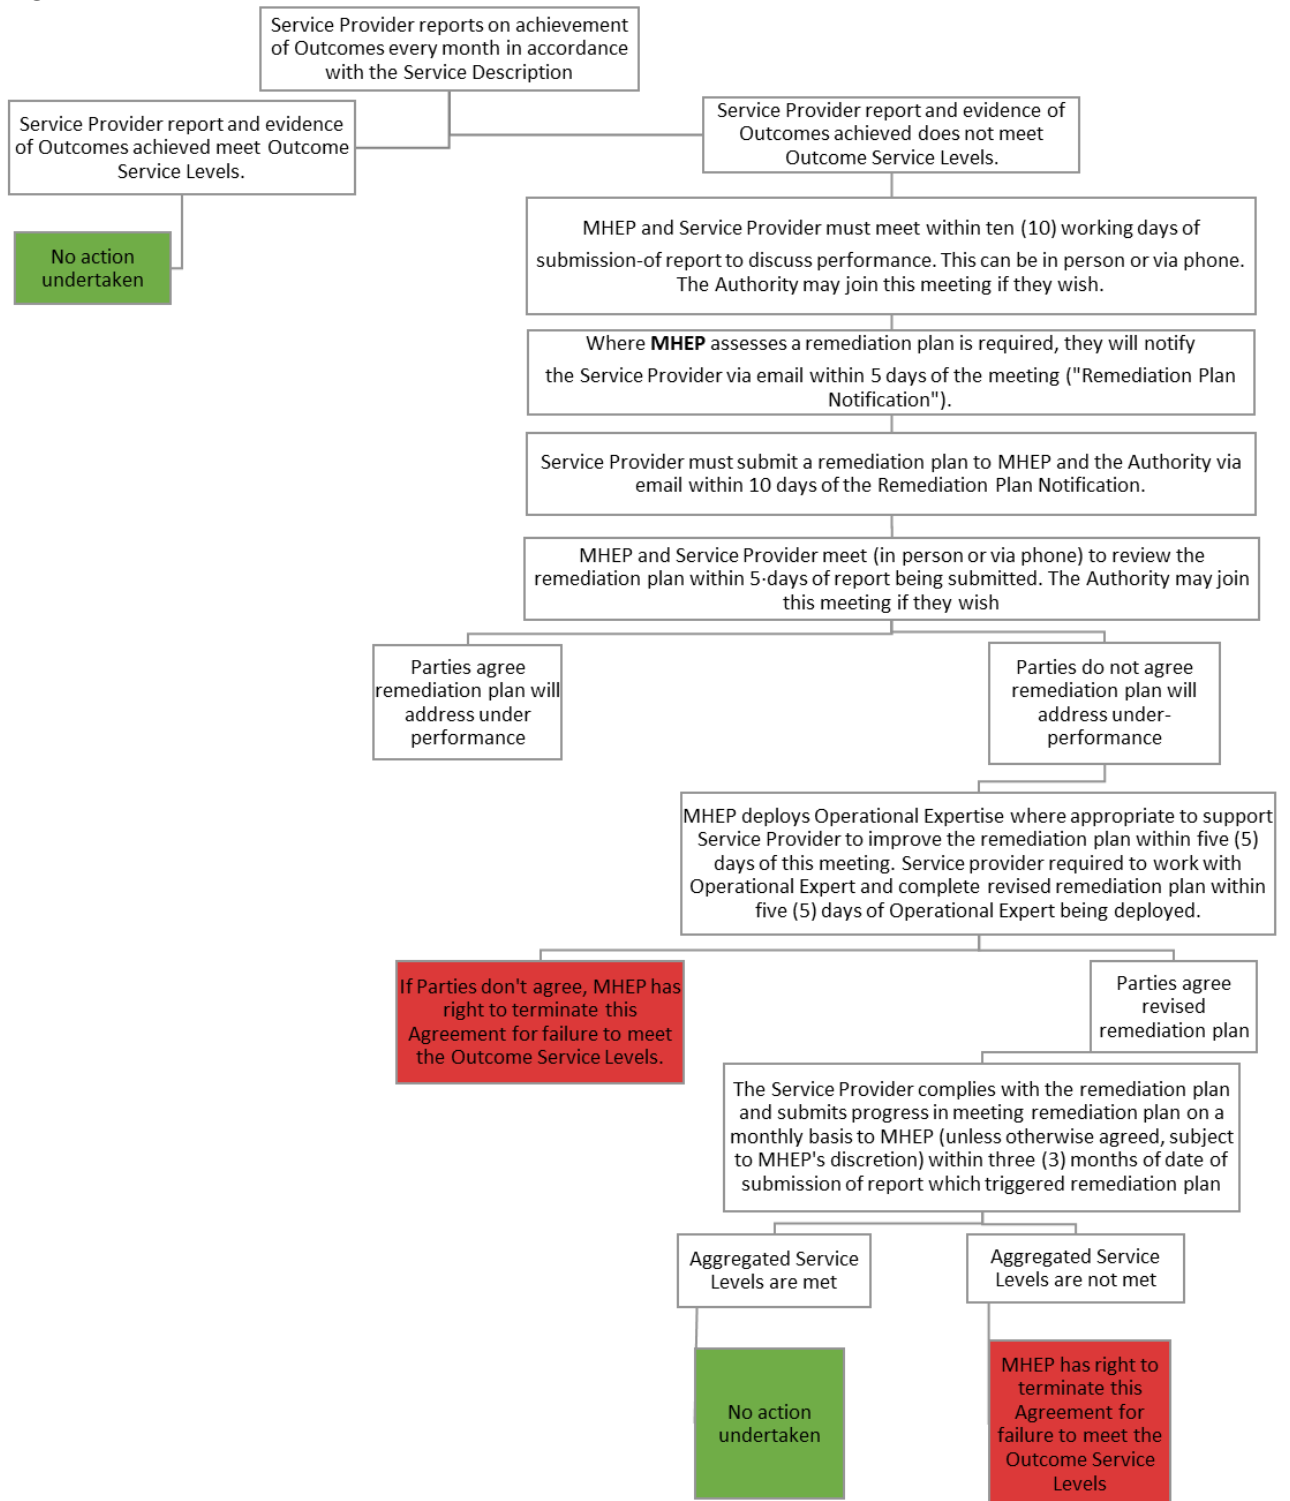 Service Provider reports on achievement
of Outcomes every month in accordance
with the Service Description
Service Provider report and evidence
of Outcomes achieved meet Outcome
Service Levels.
Service Provider report and evidence of
Outcomes achieved does not meet
Outcome Service Levels.
No action
undertaken
MHEP and Service Provider must meet within ten (10) working days of
submission-of report to discuss performance. This can be in person or via phone.
The Authority may join this meeting if they wish.
Where MHEP assesses a remediation plan is required, they will notify
the Service Provider via email within 5 days of the meeting ("Remediation Plan
Notification").
Service Provider must submit a remediation plan to MHEP and the Authority via
email within 10 days of the Remediation Plan Notification.
MHEP and Service Provider meet (in person or via phone) to review the
remediation plan within 5·days of report being submitted. The Authority may join
this meeting if they wish
Parties agree
remediation plan will
address under
performance
Parties do not agree
remediation plan will
address under-
performance
MHEP deploys Operational Expertise where appropriate to support
Service Provider to improve the remediation plan within five (5)
days of this meeting. Service provider required to work with
Operational Expert and complete revised remediation plan within
five (5) days of Operational Expert being deployed.
If Parties don't agree, MHEP has
right to terminate this
Agreement for failure to meet
the Outcome Service Levels.
Parties agree
revised
remediation plan
The Service Provider complies with the remediation plan
and submits progress in meeting remediation plan on a
monthly basis to MHEP (unless otherwise agreed, subject
to MHEP's discretion) within three (3) months of date of
submission of report which triggered remediation plan
Aggregated Service
Levels are met
Aggregated Service
Levels are not met
No action
undertaken
MHEP has right to
terminate this
Agreement for
failure to meet the
Outcome Service
Levels